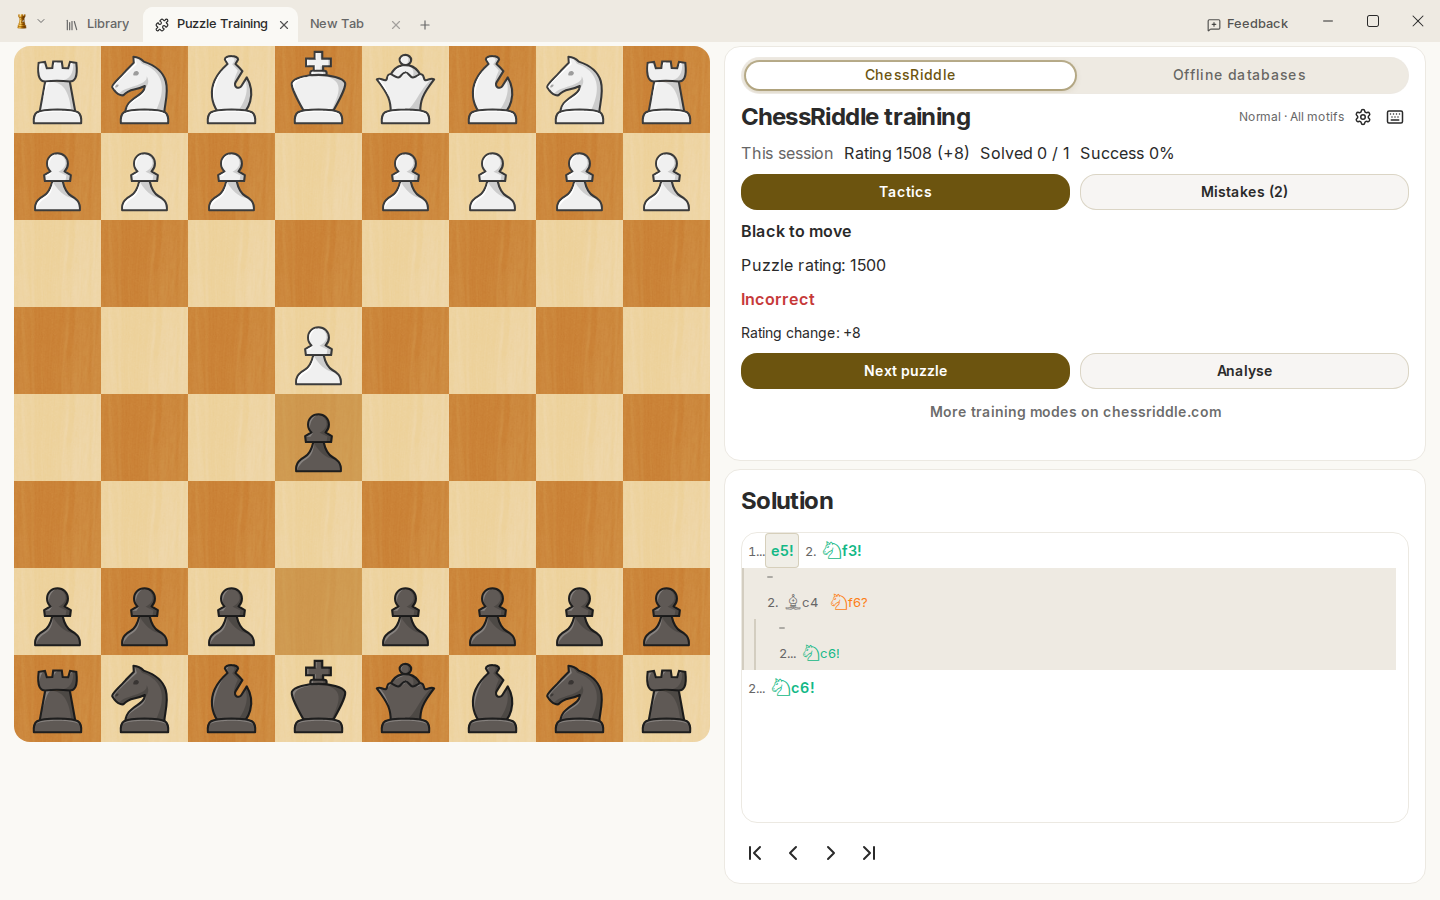 Library
Puzzle Training
New Tab
Feedback
ChessRiddle
Offline databases
ChessRiddle training
Normal · All motifs
This session Rating 1508 (+8) Solved 0 / 1 Success 0%
Tactics
Mistakes (2)
Black to move
Puzzle rating: 1500
Incorrect
Rating change: +8
Next puzzle
Analyse
More training modes on chessriddle.com
Solution
1... e5! 2. ♘f3!
–
2. ♗c4 ♘f6?
–
2... ♘c6!
2... ♘c6!